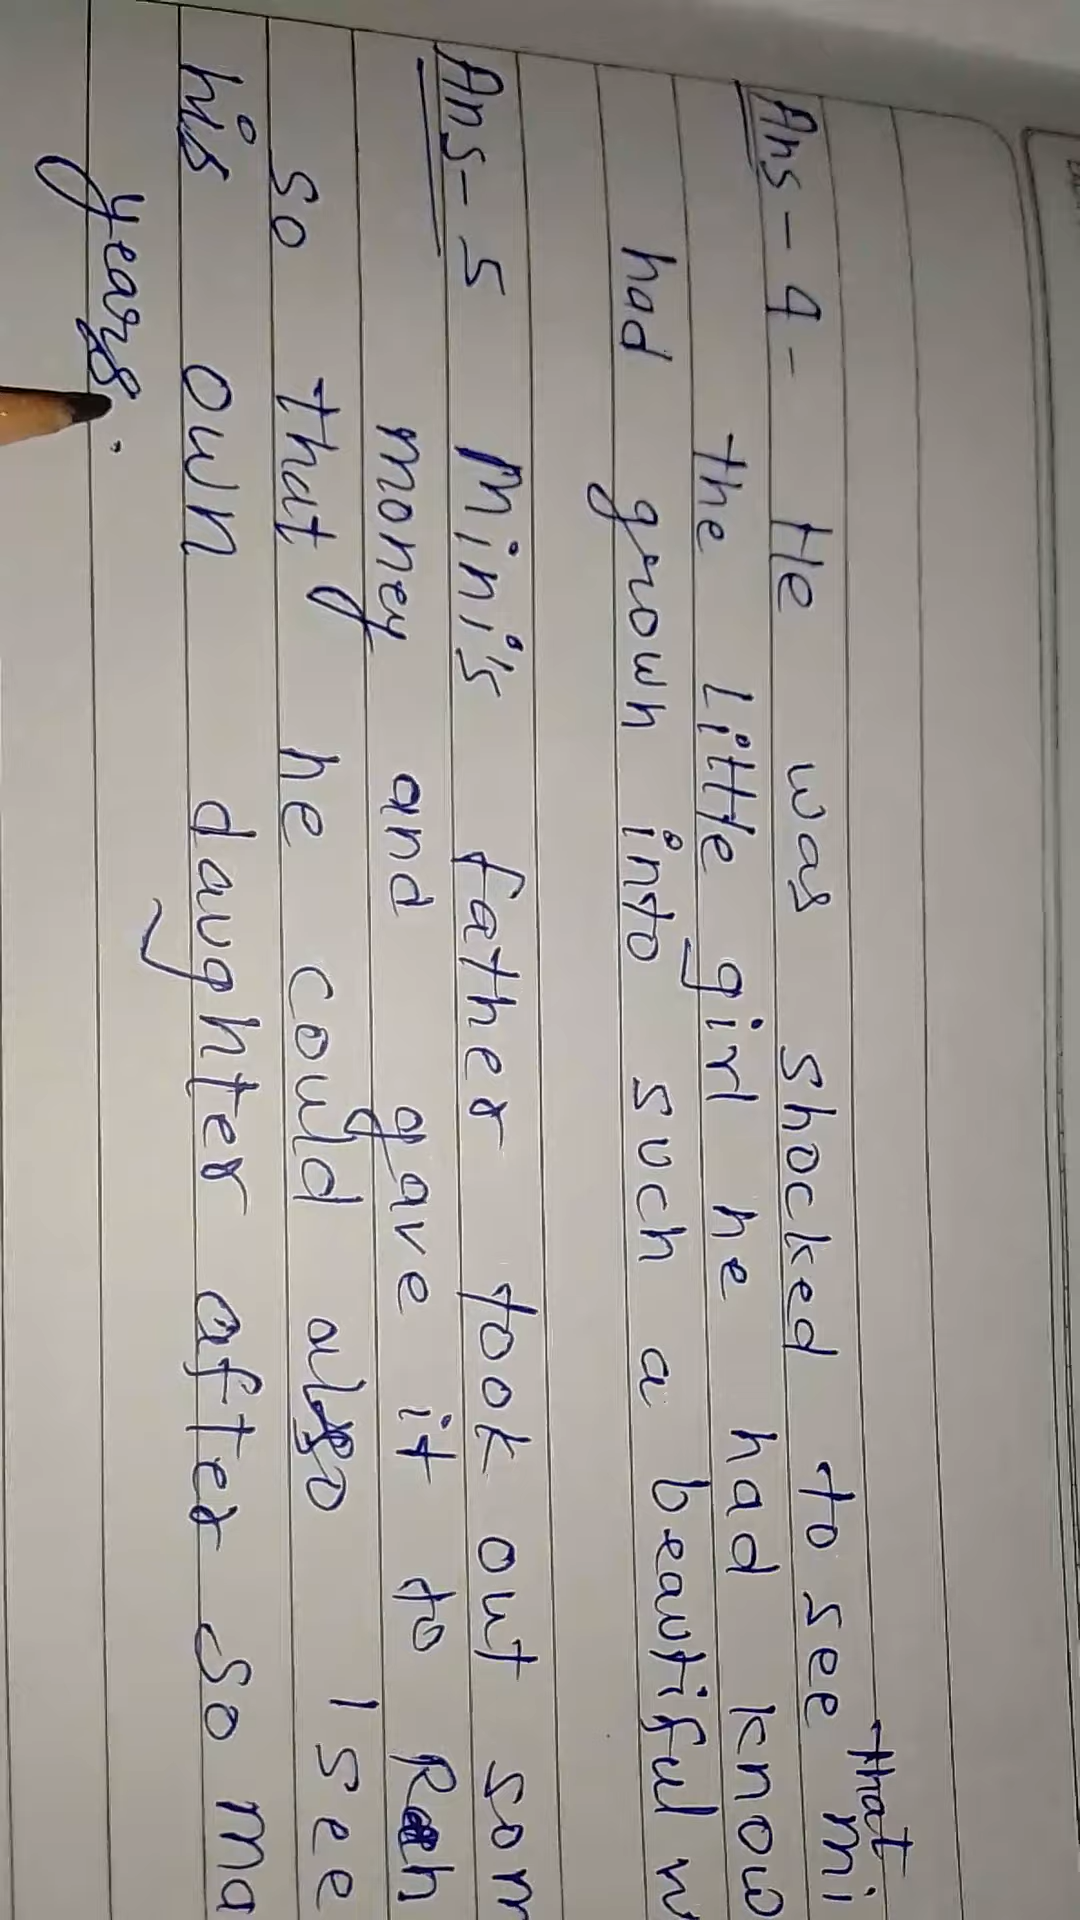 that
Ans-4- He was shocked to see mi
the little girl he had know
had grown into such a beautiful w
Ans-5 Mini's father took out som
money and gave it to Rah
so that he could also see
his own daughter after so ma
years.